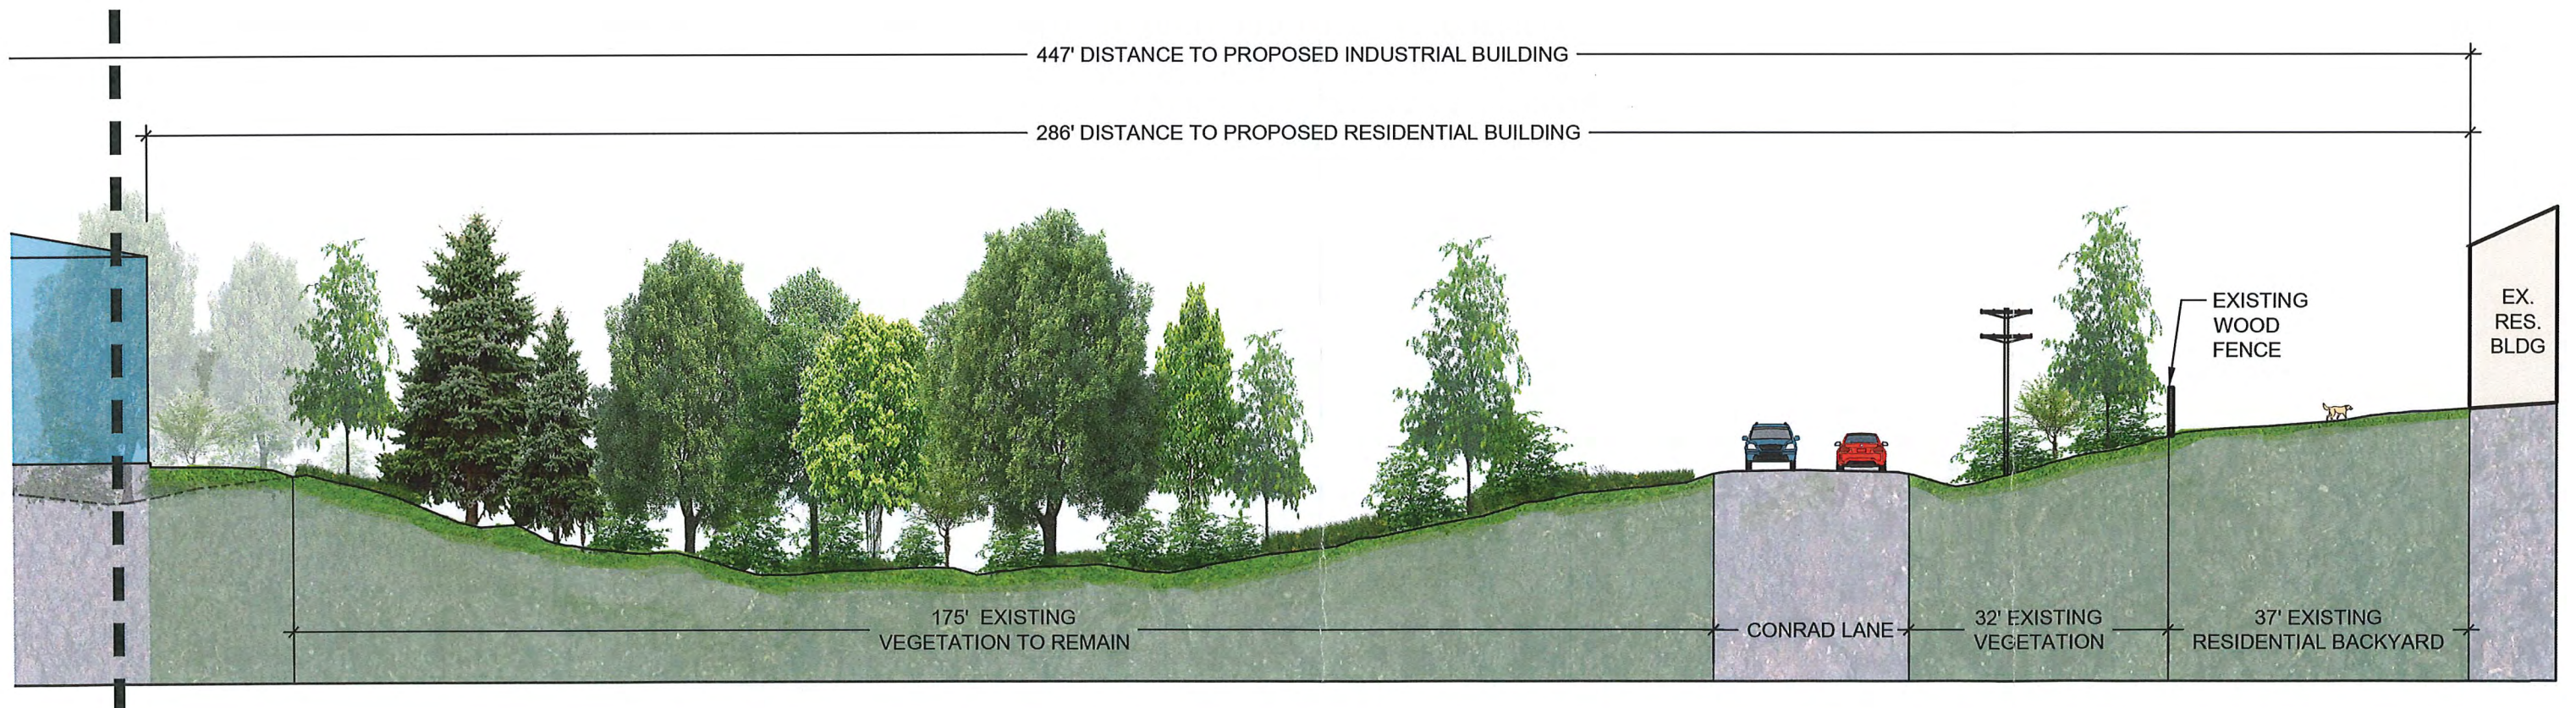 447' DISTANCE TO PROPOSED INDUSTRIAL BUILDING
286' DISTANCE TO PROPOSED RESIDENTIAL BUILDING
EXISTING
WOOD
FENCE
EX.
RES.
BLDG
175' EXISTING
VEGETATION TO REMAIN
CONRAD LANE
32' EXISTING
VEGETATION
37' EXISTING
RESIDENTIAL BACKYARD